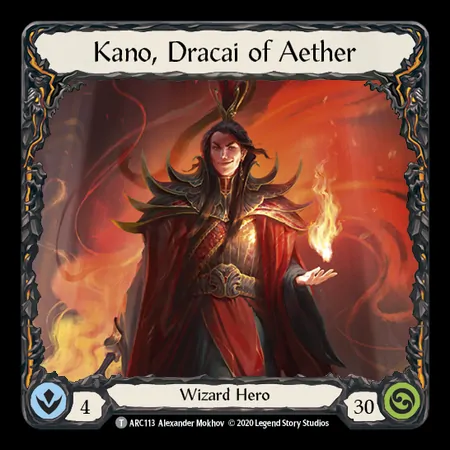 Kano, Dracai of Aether
Wizard Hero
4
30
T ARC113 Alexander Mokhov © 2020 Legend Story Studios